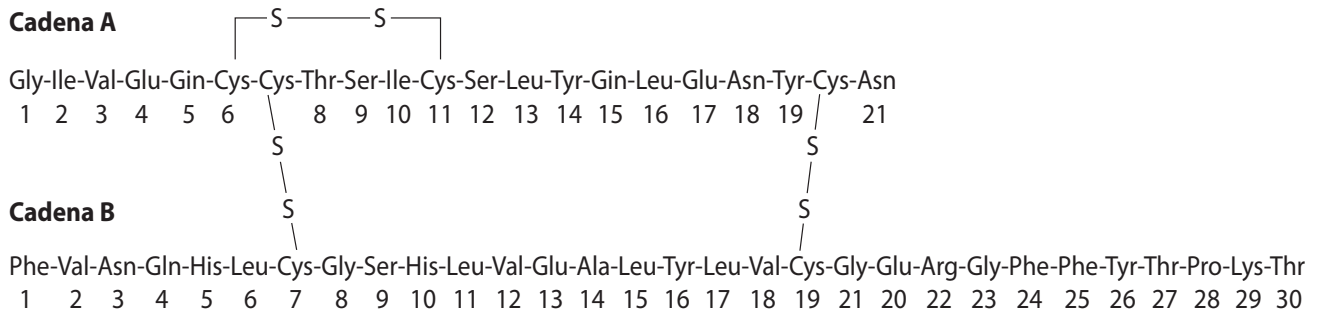 S S
Cadena A
Gly-Ile-Val-Glu-Gin-Cys-Cys-Thr-Ser-Ile-Cys-Ser-Leu-Tyr-Gin-Leu-Glu-Asn-Tyr-Cys-Asn
1 2 3 4 5 6 8 9 10 11 12 13 14 15 16 17 18 19 21
S S
S S
Cadena B
Phe-Val-Asn-Gln-His-Leu-Cys-Gly-Ser-His-Leu-Val-Glu-Ala-Leu-Tyr-Leu-Val-Cys-Gly-Glu-Arg-Gly-Phe-Phe-Tyr-Thr-Pro-Lys-Thr
1 2 3 4 5 6 7 8 9 10 11 12 13 14 15 16 17 18 19 21 20 22 23 24 25 26 27 28 29 30